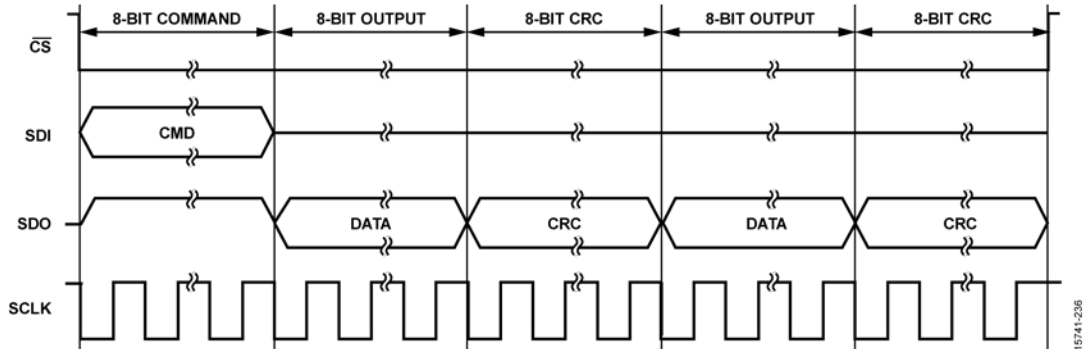 8-BIT COMMAND 8-BIT OUTPUT 8-BIT CRC 8-BIT OUTPUT 8-BIT CRC
CS
SDI CMD
SDO DATA CRC DATA CRC
SCLK
15741-236